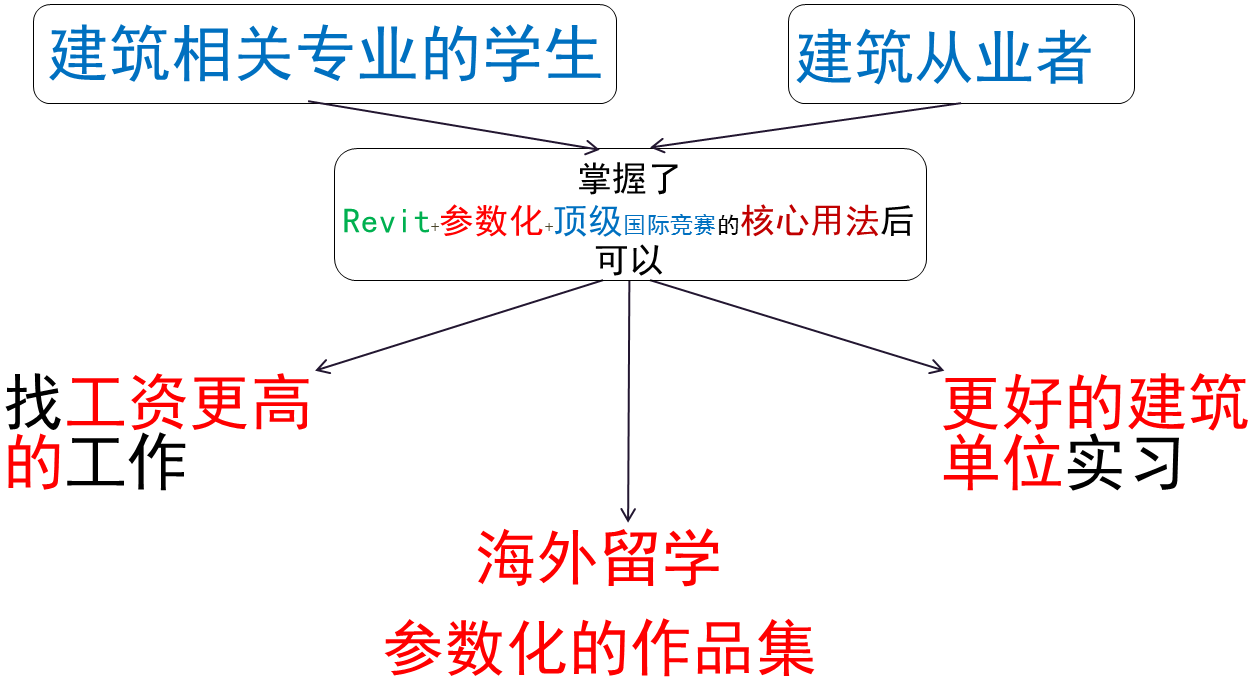 建筑相关专业的学生
建筑从业者
掌握了
Revit+参数化+顶级国际竞赛的核心用法后
可以
找工资更高
的工作
更好的建筑
单位实习
海外留学
参数化的作品集